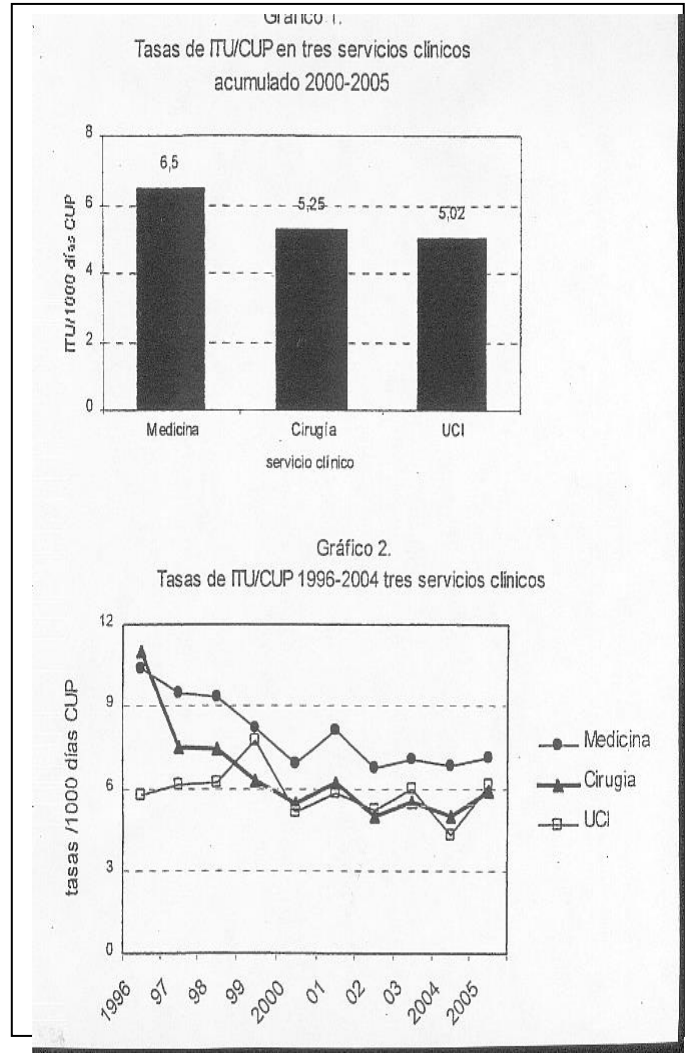 Gráfico 1.
Tasas de ITU/CUP en tres servicios clínicos
acumulado 2000-2005
ITU/1000 días CUP
8
6
4
2
0
6,5
5,25
5,02
Medicina
Cirugía
UCI
servicio clínico
Gráfico 2.
Tasas de ITU/CUP 1996-2004 tres servicios clínicos
tasas /1000 días CUP
12
9
6
3
0
1996
97
98
99
2000
01
02
03
2004
2005
Medicina
Cirugia
UCI